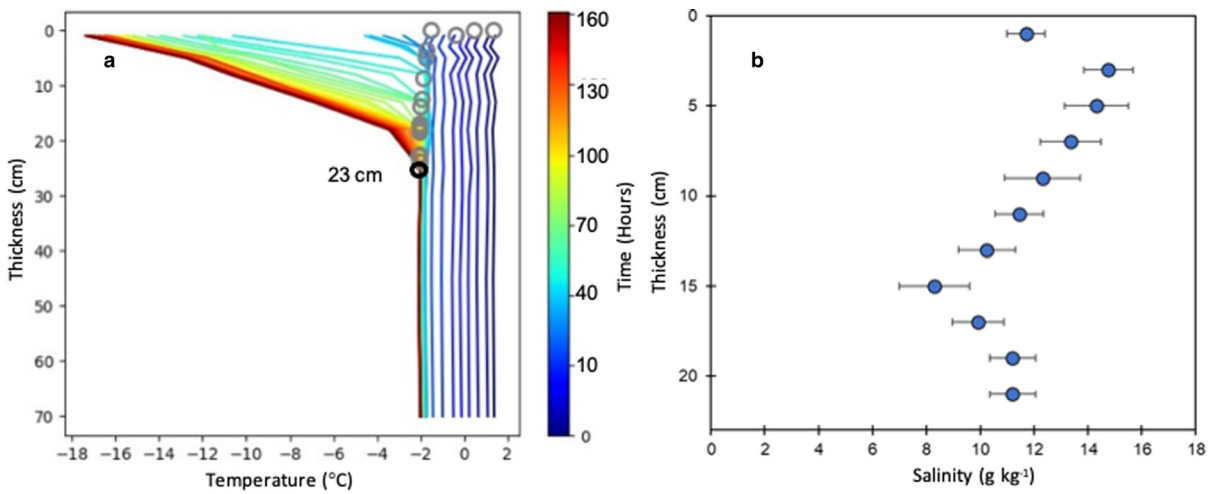 a
0
10
20
30
40
50
60
70
Thickness (cm)
23 cm
−18 −16 −14 −12 −10 −8 −6 −4 −2 0 2
Temperature (°C)
160
130
100
70
40
10
0
Time (Hours)
b
0
5
10
15
20
Thickness (cm)
0 2 4 6 8 10 12 14 16 18
Salinity (g kg⁻¹)